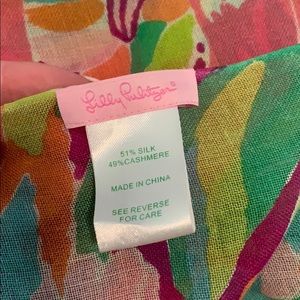 Lilly Pulitzer®
51% SILK
49%CASHMERE
MADE IN CHINA
SEE REVERSE
FOR CARE